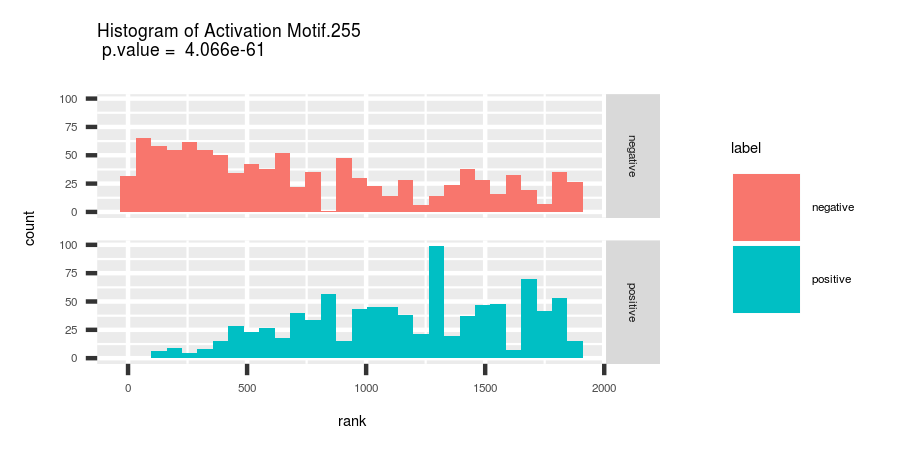 Histogram of Activation Motif.255
p.value = 4.066e-61
100
75
50
25
0
negative
100
75
50
25
0
positive
0 500 1000 1500 2000
rank
count
label
negative
positive